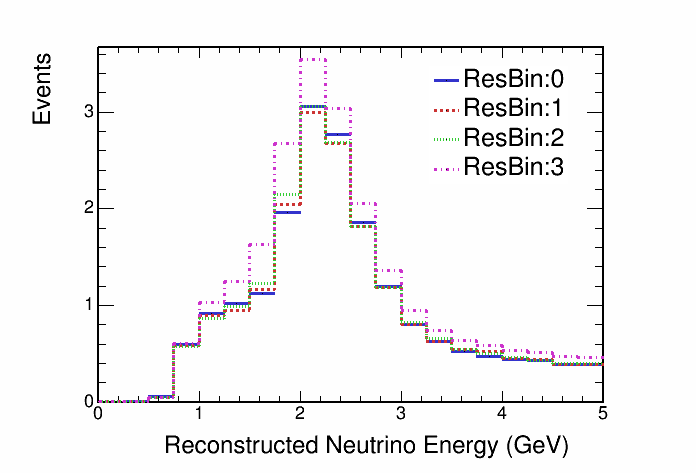 Events
ResBin:0
ResBin:1
ResBin:2
ResBin:3
3
2
1
0
0 1 2 3 4 5
Reconstructed Neutrino Energy (GeV)